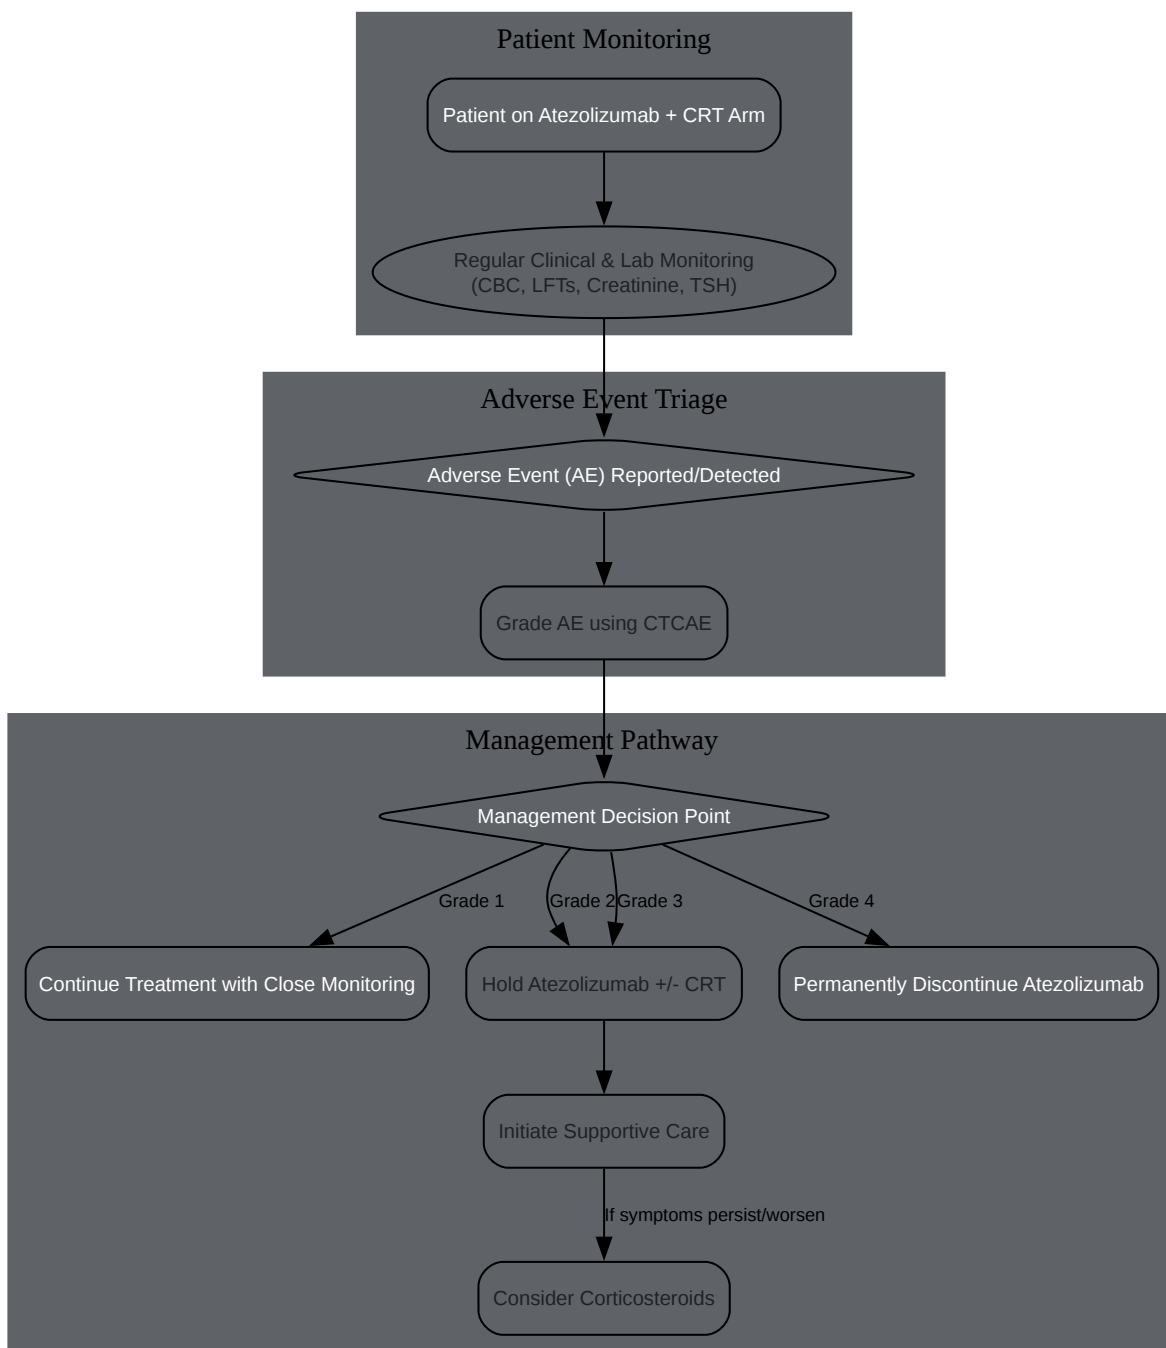 Patient Monitoring
Patient on Atezolizumab + CRT Arm
Regular Clinical & Lab Monitoring
(CBC, LFTs, Creatinine, TSH)
Adverse Event Triage
Adverse Event (AE) Reported/Detected
Grade AE using CTCAE
Management Pathway
Management Decision Point
Grade 1
Grade 2
Grade 3
Grade 4
Continue Treatment with Close Monitoring
Hold Atezolizumab +/- CRT
Permanently Discontinue Atezolizumab
Initiate Supportive Care
If symptoms persist/worsen
Consider Corticosteroids